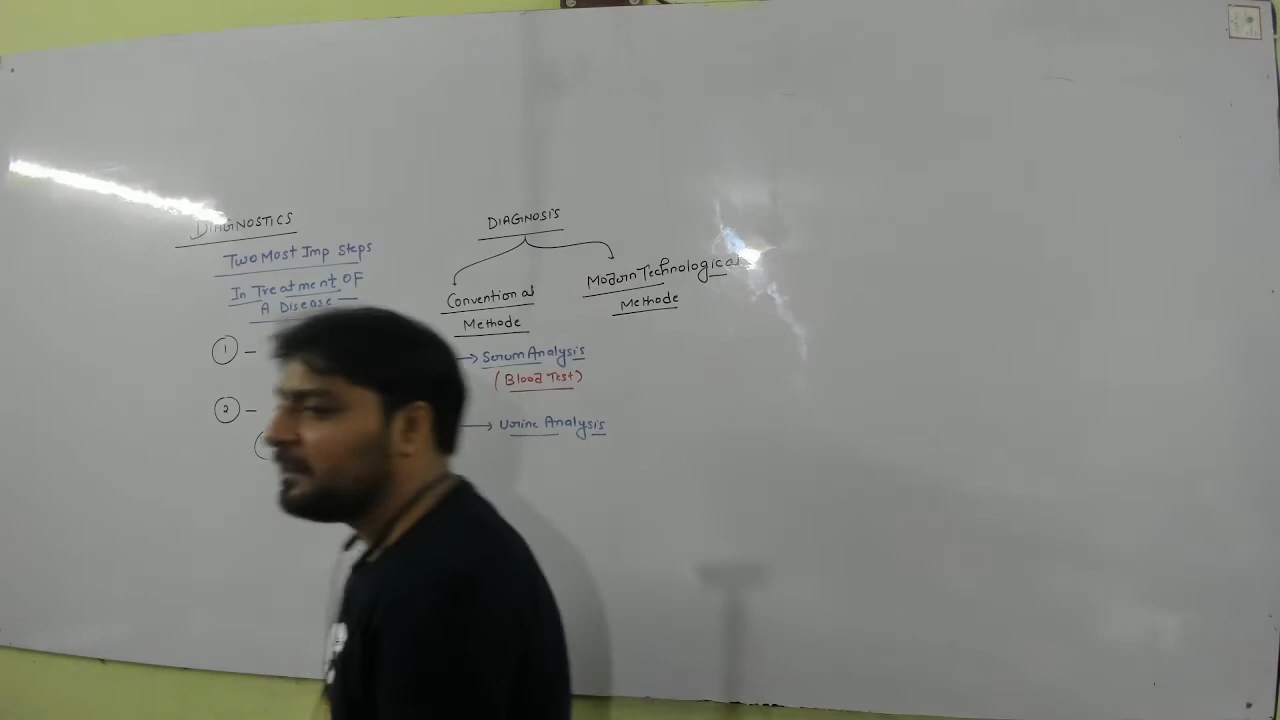 DIAGNOSTICS
Two Most Imp Steps
In Treatment OF
A Disease
1 -
2 -
(
DIAGNOSIS
Conventional
Methode
→ Serum Analysis
(Blood Test)
→ Urine Analysis
Modern Technological
Methode